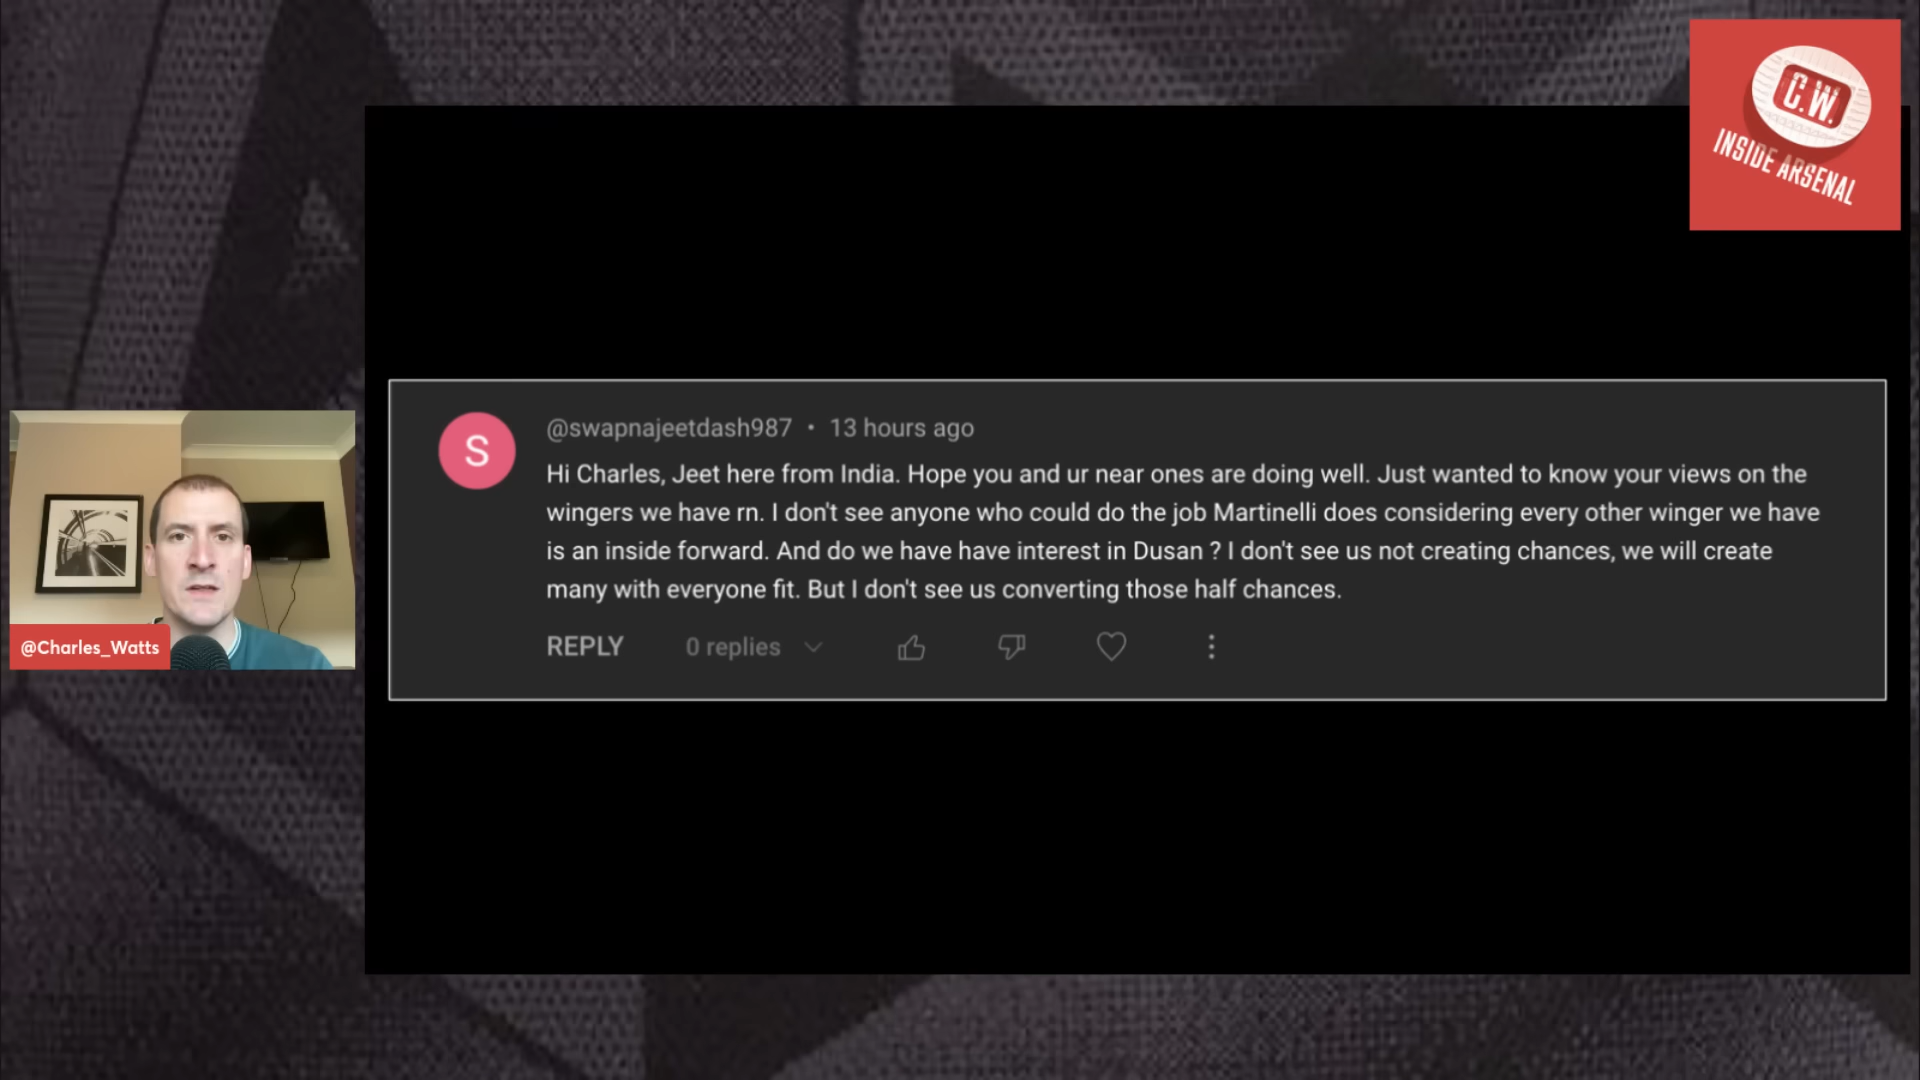 C.W.
INSIDE ARSENAL
@swapnajeetdash987 • 13 hours ago
S
Hi Charles, Jeet here from India. Hope you and ur near ones are doing well. Just wanted to know your views on the
wingers we have rn. I don't see anyone who could do the job Martinelli does considering every other winger we have
is an inside forward. And do we have have interest in Dusan ? I don't see us not creating chances, we will create
many with everyone fit. But I don't see us converting those half chances.
REPLY 0 replies
@Charles_Watts